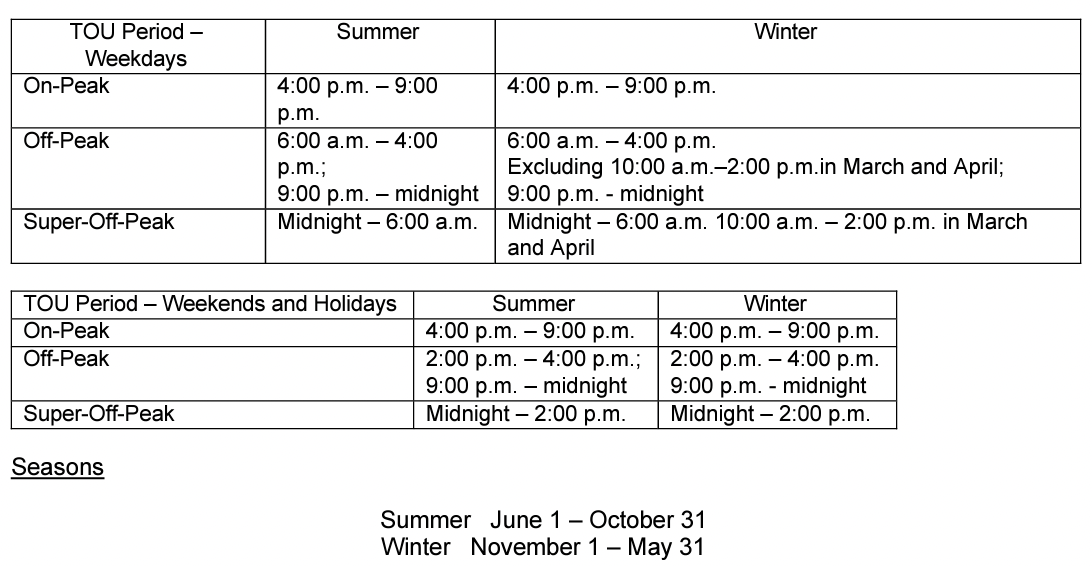 TOU Period – Weekdays Summer Winter
On-Peak 4:00 p.m. – 9:00 p.m. 4:00 p.m. – 9:00 p.m.
Off-Peak 6:00 a.m. – 4:00 p.m.; 9:00 p.m. – midnight 6:00 a.m. – 4:00 p.m. Excluding 10:00 a.m.–2:00 p.m.in March and April; 9:00 p.m. - midnight
Super-Off-Peak Midnight – 6:00 a.m. Midnight – 6:00 a.m. 10:00 a.m. – 2:00 p.m. in March and April
TOU Period – Weekends and Holidays Summer Winter
On-Peak 4:00 p.m. – 9:00 p.m. 4:00 p.m. – 9:00 p.m.
Off-Peak 2:00 p.m. – 4:00 p.m.; 9:00 p.m. – midnight 2:00 p.m. – 4:00 p.m. 9:00 p.m. - midnight
Super-Off-Peak Midnight – 2:00 p.m. Midnight – 2:00 p.m.
Seasons
Summer June 1 – October 31
Winter November 1 – May 31